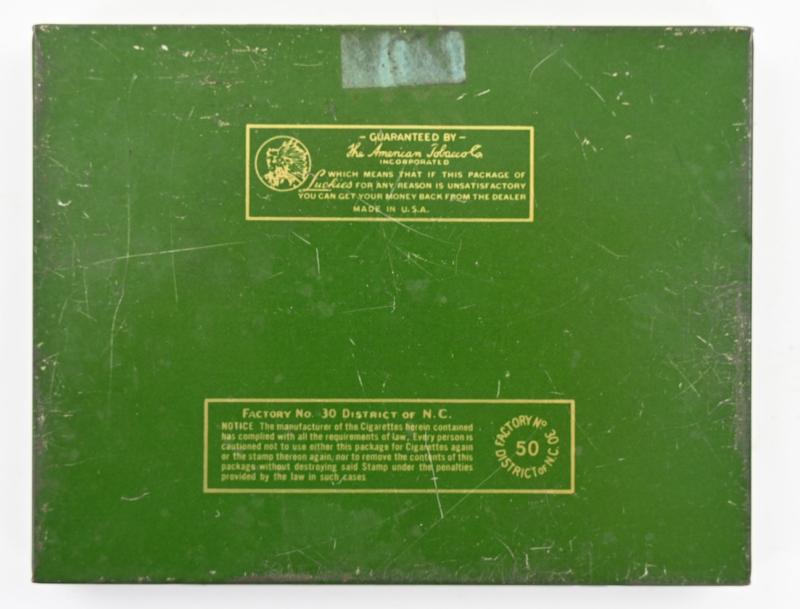 - GUARANTEED BY -
The American Tobacco Co.
INCORPORATED
WHICH MEANS THAT IF THIS PACKAGE OF
Luckies FOR ANY REASON IS UNSATISFACTORY
YOU CAN GET YOUR MONEY BACK FROM THE DEALER
MADE IN U.S.A.
FACTORY NO. 30 DISTRICT OF N.C.
NOTICE The manufacturer of the Cigarettes herein contained
has complied with all the requirements of law. Every person is
cautioned not to use either this package for Cigarettes again
or the stamp thereon again, nor to remove the contents of this
package without destroying said Stamp under the penalties
provided by the law in such cases
FACTORY No 30
50
DISTRICT OF N.C.